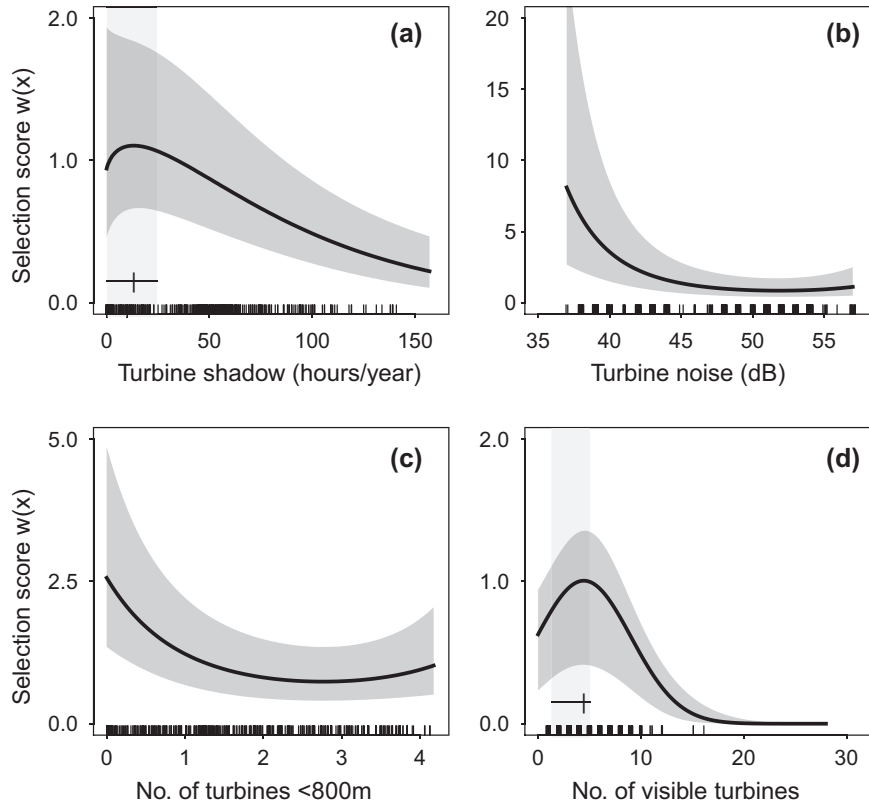 2.0
1.0
0.0
Selection score w(x)
(a)
0 50 100 150
Turbine shadow (hours/year)
20
15
10
5
0
(b)
35 40 45 50 55
Turbine noise (dB)
5.0
2.5
0.0
Selection score w(x)
(c)
0 1 2 3 4
No. of turbines <800m
2.0
1.0
0.0
(d)
0 10 20 30
No. of visible turbines